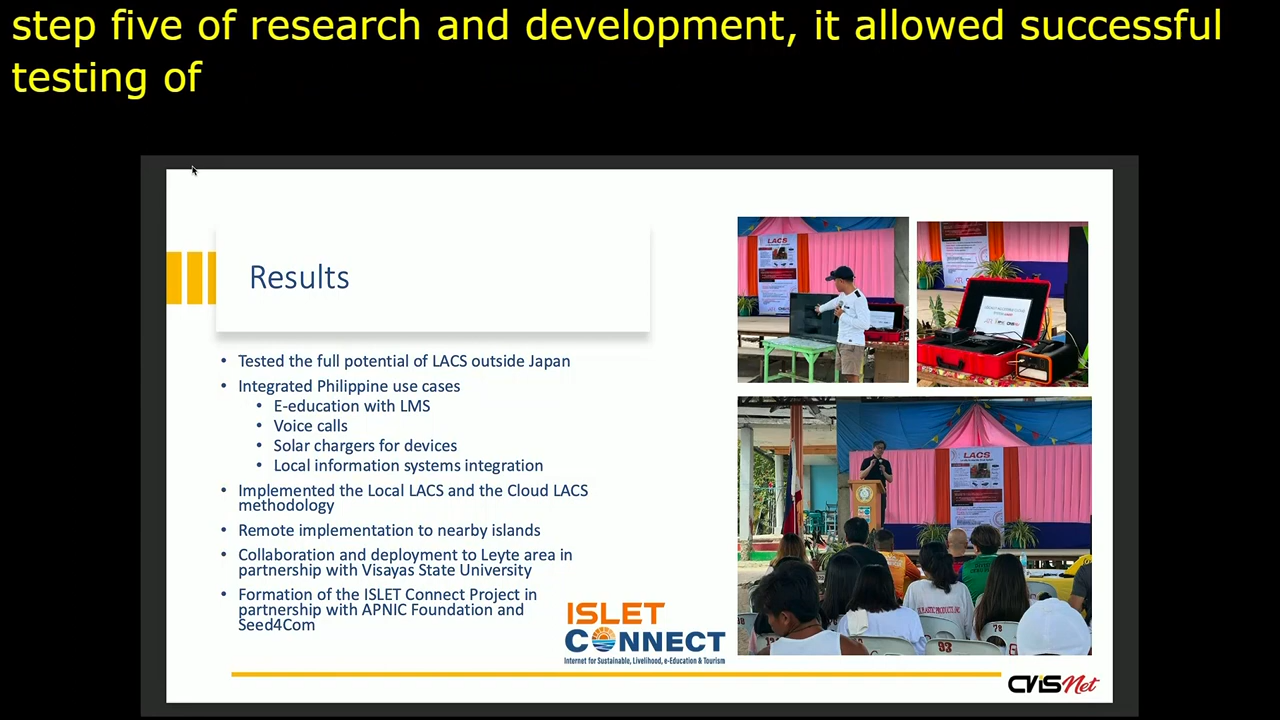 step five of research and development, it allowed successful
testing of
Results
• Tested the full potential of LACS outside Japan
• Integrated Philippine use cases
• E-education with LMS
• Voice calls
• Solar chargers for devices
• Local information systems integration
• Implemented the Local LACS and the Cloud LACS
methodology
• Remote implementation to nearby islands
• Collaboration and deployment to Leyte area in
partnership with Visayas State University
• Formation of the ISLET Connect Project in
partnership with APNIC Foundation and
Seed4Com
ISLET
CONNECT
Internet for Sustainable, Livelihood, e-Education & Tourism
LACS
LACS
93
78
CViSNet